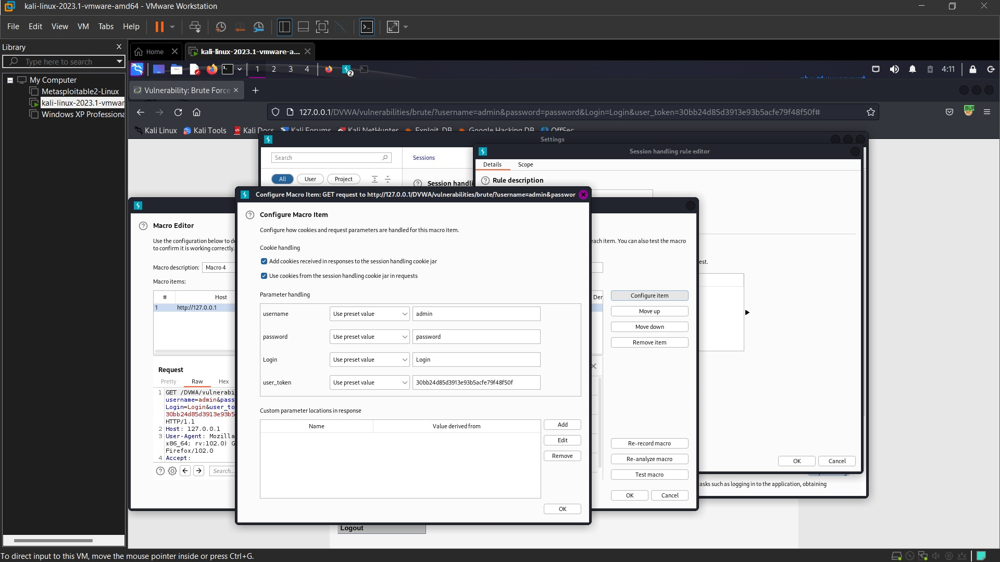 kali-linux-2023.1-vmware-amd64 - VMware Workstation
File Edit View VM Tabs Help
Library
Type here to search
My Computer
Metasploitable2-Linux
kali-linux-2023.1-vmwar
Windows XP Professiona
Home
kali-linux-2023.1-vmware-a...
1 2 3 4
2
4:11
Vulnerability: Brute Force
127.0.0.1/DVWA/vulnerabilities/brute/?username=admin&password=password&Login=Login&user_token=30bb24d85d3913e93b5acfe79f48f50f#
BUR
Kali Linux Kali Tools Kali Docs Kali Forums Kali NetHunter Exploit-DB Google Hacking DB OffSec
Settings
Search
Sessions
All User Project
Session handli
Session handling rule editor
Details Scope
Rule description
est.
OK Cancel
asks such as logging in to the application, obtaining
Macro Editor
Use the configuration below to de
each item. You can also test the macro
to confirm it is working correctly.
Macro description: Macro 4
Macro items:
# Host
Der
1 http://127.0.0.1
Configure item
Move up
Move down
Remove item
Re-record macro
Re-analyze macro
Test macro
OK Cancel
Request
Pretty Raw Hex
1 GET /DVWA/vulnerabi
username=admin&pass
Login=Login&user_to
30bb24d85d3913e93b5
HTTP/1.1
2 Host: 127.0.0.1
3 User-Agent: Mozilla
x86_64; rv:102.0) G
Firefox/102.0
4 Accept:
Search...
Configure Macro Item: GET request to http://127.0.0.1/DVWA/vulnerabilities/brute/?username=admin&passwor
Configure Macro Item
Configure how cookies and request parameters are handled for this macro item.
Cookie handling
Add cookies received in responses to the session handling cookie jar
Use cookies from the session handling cookie jar in requests
Parameter handling
username Use preset value admin
password Use preset value password
Login Use preset value Login
user_token Use preset value 30bb24d85d3913e93b5acfe79f48f50f
Custom parameter locations in response
Name Value derived from
Add
Edit
Remove
OK
Logout
To direct input to this VM, move the mouse pointer inside or press Ctrl+G.